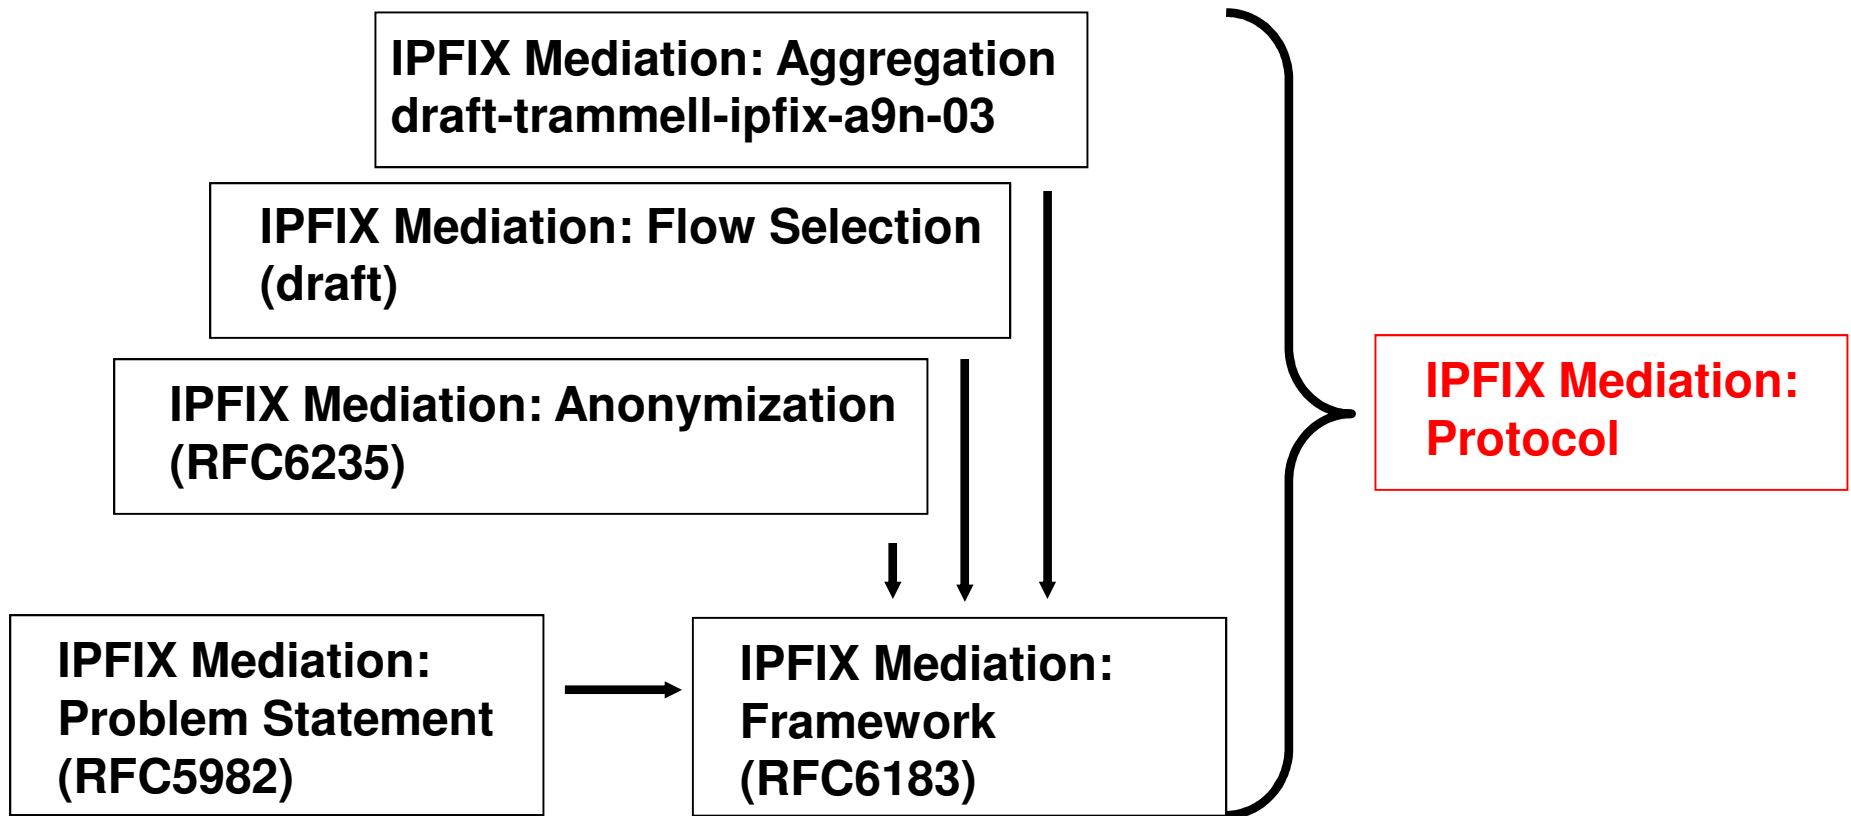 IPFIX Mediation: Aggregation
draft-trammell-ipfix-a9n-03
IPFIX Mediation: Flow Selection
(draft)
IPFIX Mediation: Anonymization
(RFC6235)
IPFIX Mediation:
Protocol
IPFIX Mediation:
Problem Statement
(RFC5982)
IPFIX Mediation:
Framework
(RFC6183)